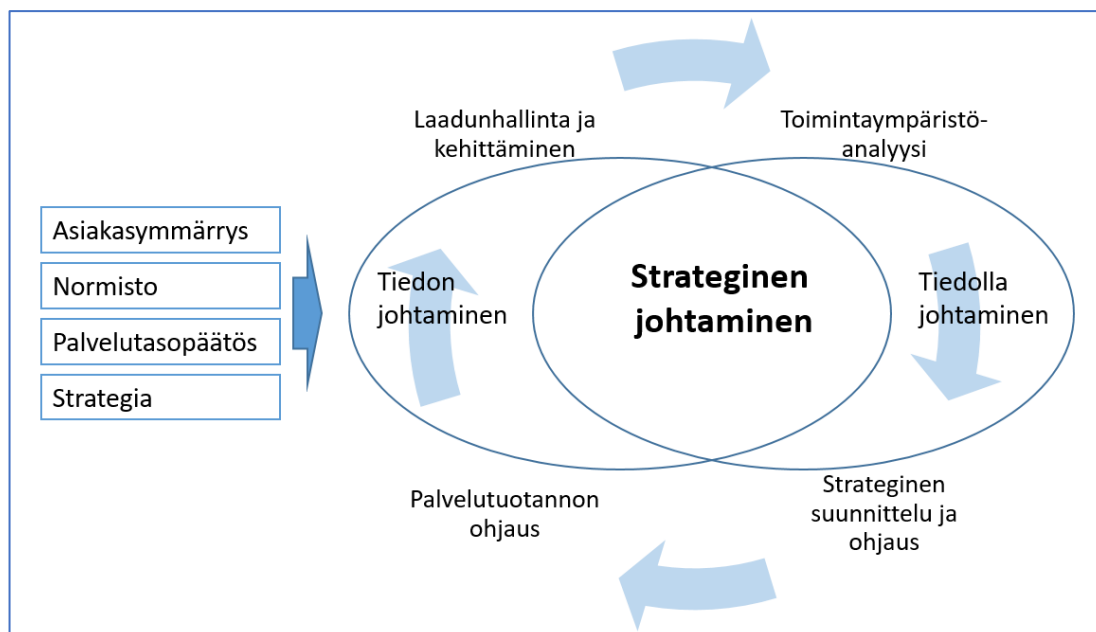 Laadunhallinta ja
kehittäminen
Toimintaympäristö-
analyysi
Asiakasymmärrys
Normisto
Palvelutasopäätös
Strategia
Tiedon
johtaminen
Strateginen
johtaminen
Tiedolla
johtaminen
Palvelutuotannon
ohjaus
Strateginen
suunnittelu ja
ohjaus